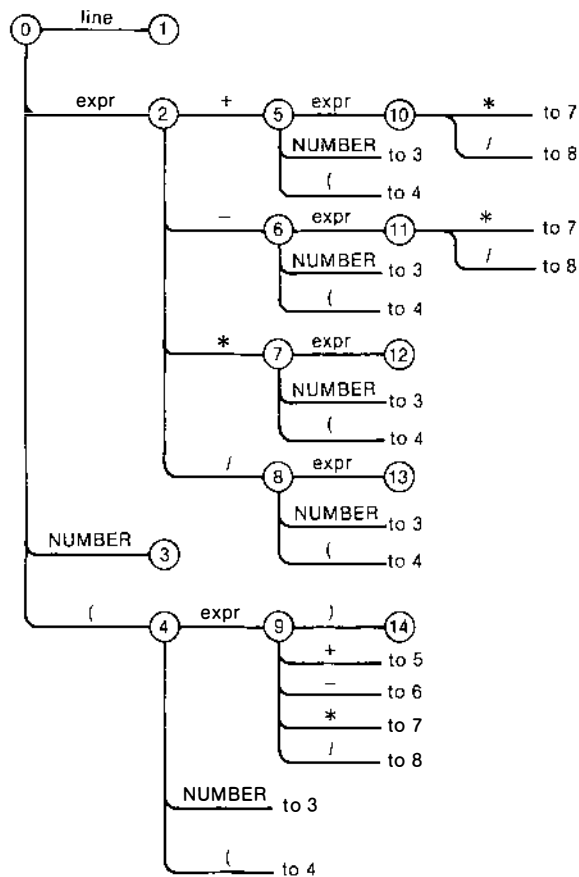 0 line 1
expr 2 + 5 expr 10 * to 7
/ to 8
NUMBER to 3
( to 4
− 6 expr 11 * to 7
/ to 8
NUMBER to 3
( to 4
* 7 expr 12
NUMBER to 3
( to 4
/ 8 expr 13
NUMBER to 3
( to 4
NUMBER 3
( 4 expr 9 ) 14
+ to 5
− to 6
* to 7
/ to 8
NUMBER to 3
( to 4